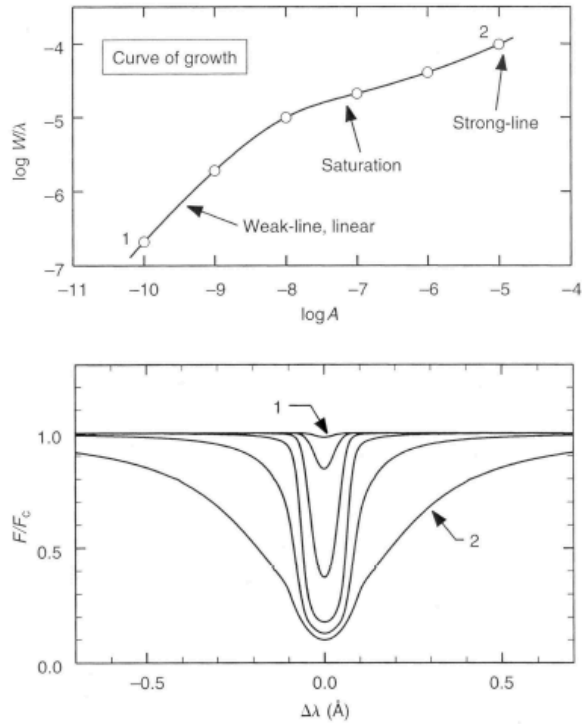 −4
2
Curve of growth
log W/λ
−5
Strong-line
Saturation
−6
1
Weak-line, linear
−7
−11 −10 −9 −8 −7 −6 −5 −4
log A
1
1.0
F/Fc
0.5
2
0.0
−0.5 0.0 0.5
Δλ (Å)